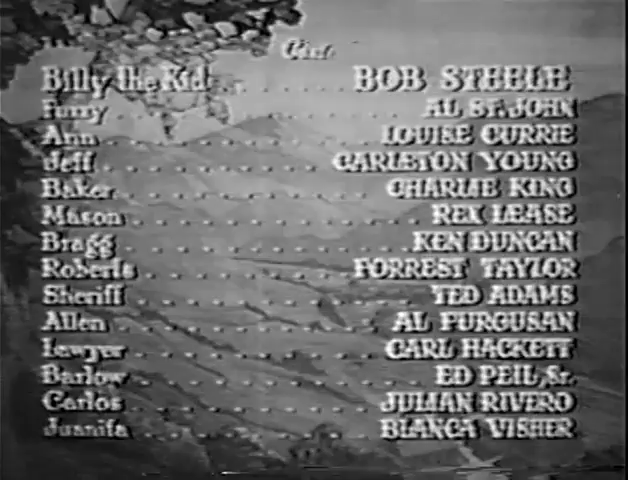 Cast
Billy the Kid . . . . . . BOB STEELE
Fuzzy . . . . . . . . . . . . . AL ST. JOHN
Ann . . . . . . . . . . . . LOUISE CURRIE
Jeff . . . . . . . . . . CARLETON YOUNG
Baker . . . . . . . . . . . CHARLIE KING
Mason . . . . . . . . . . . . REX LEASE
Bragg . . . . . . . . . . . . KEN DUNCAN
Roberts . . . . . . . . FORREST TAYLOR
Sheriff . . . . . . . . . . . . TED ADAMS
Allen . . . . . . . . . . . AL FURGUSAN
Lawyer . . . . . . . . . . CARL HACKETT
Barlow . . . . . . . . . . . . ED PEIL, Sr.
Carlos . . . . . . . . . . JULIAN RIVERO
Juanita . . . . . . . . . BLANCA VISHER